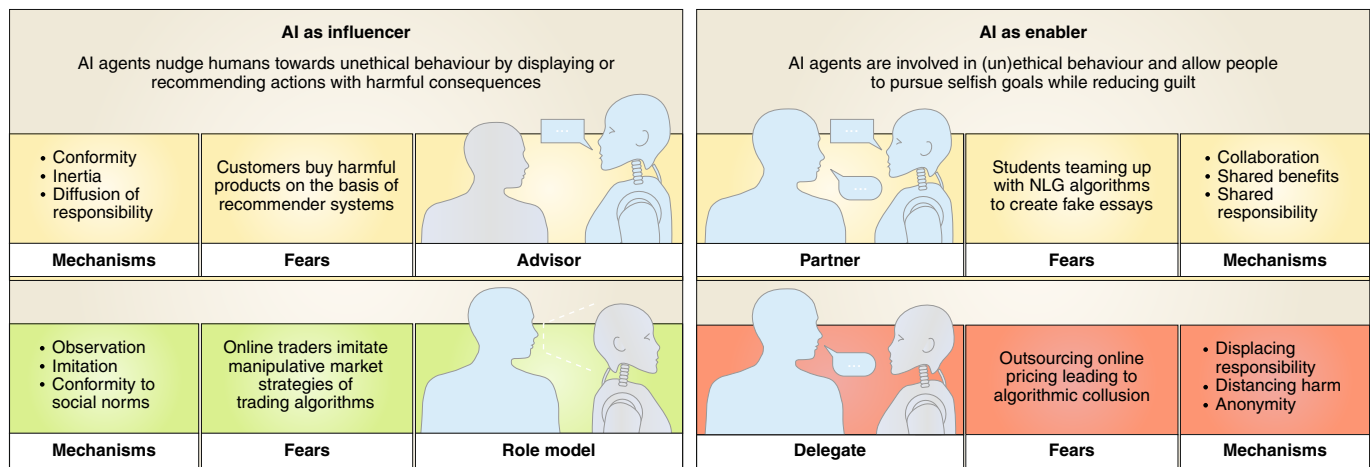 AI as influencer
AI agents nudge humans towards unethical behaviour by displaying or
recommending actions with harmful consequences
• Conformity
• Inertia
• Diffusion of
responsibility
Customers buy harmful
products on the basis of
recommender systems
...
Mechanisms
Fears
Advisor
• Observation
• Imitation
• Conformity to
social norms
Online traders imitate
manipulative market
strategies of
trading algorithms
Mechanisms
Fears
Role model
AI as enabler
AI agents are involved in (un)ethical behaviour and allow people
to pursue selfish goals while reducing guilt
...
...
Students teaming up
with NLG algorithms
to create fake essays
• Collaboration
• Shared benefits
• Shared
responsibility
Partner
Fears
Mechanisms
...
Outsourcing online
pricing leading to
algorithmic collusion
• Displacing
responsibility
• Distancing harm
• Anonymity
Delegate
Fears
Mechanisms